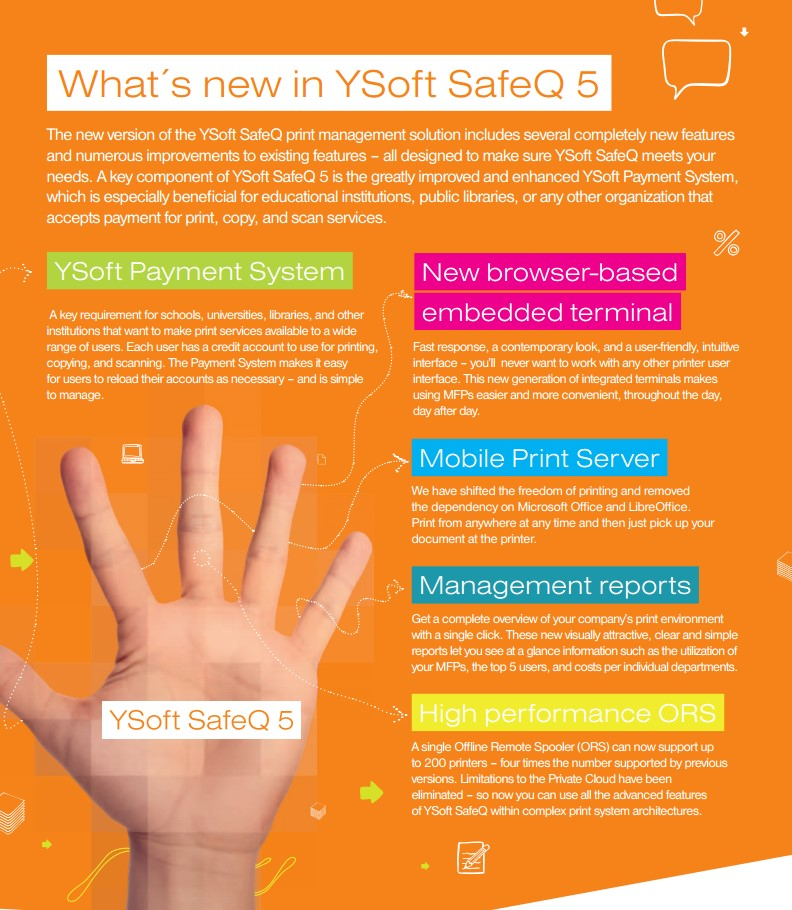 What´s new in YSoft SafeQ 5
The new version of the YSoft SafeQ print management solution includes several completely new features
and numerous improvements to existing features – all designed to make sure YSoft SafeQ meets your
needs. A key component of YSoft SafeQ 5 is the greatly improved and enhanced YSoft Payment System,
which is especially beneficial for educational institutions, public libraries, or any other organization that
accepts payment for print, copy, and scan services.
YSoft Payment System
A key requirement for schools, universities, libraries, and other
institutions that want to make print services available to a wide
range of users. Each user has a credit account to use for printing,
copying, and scanning. The Payment System makes it easy
for users to reload their accounts as necessary – and is simple
to manage.
New browser-based
embedded terminal
Fast response, a contemporary look, and a user-friendly, intuitive
interface – you'll never want to work with any other printer user
interface. This new generation of integrated terminals makes
using MFPs easier and more convenient, throughout the day,
day after day.
Mobile Print Server
We have shifted the freedom of printing and removed
the dependency on Microsoft Office and LibreOffice.
Print from anywhere at any time and then just pick up your
document at the printer.
Management reports
Get a complete overview of your company's print environment
with a single click. These new visually attractive, clear and simple
reports let you see at a glance information such as the utilization of
your MFPs, the top 5 users, and costs per individual departments.
High performance ORS
A single Offline Remote Spooler (ORS) can now support up
to 200 printers – four times the number supported by previous
versions. Limitations to the Private Cloud have been
eliminated – so now you can use all the advanced features
of YSoft SafeQ within complex print system architectures.
YSoft SafeQ 5
%